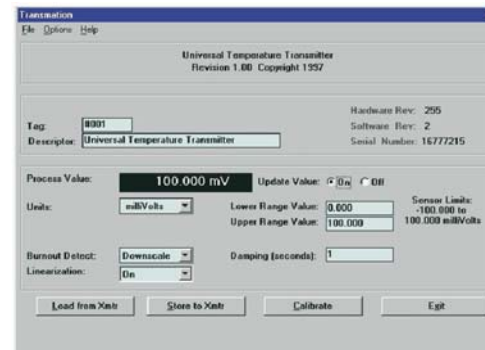 Transmation
File Options Help
Universal Temperature Transmitter
Revision 1.00 Copyright 1997
Hardware Rev: 255
Tag: #001
Software Rev: 2
Descriptor: Universal Temperature Transmitter
Serial Number: 16777215
Process Value: 100.000 mV Update Value: On Off
Units: milliVolts
Lower Range Value: 0.000
Upper Range Value: 100.000
Sensor Limits:
-100.000 to
100.000 milliVolts
Burnout Detect: Downscale
Damping (seconds): 1
Linearization: On
Load from Xmtr Store to Xmtr Calibrate Exit